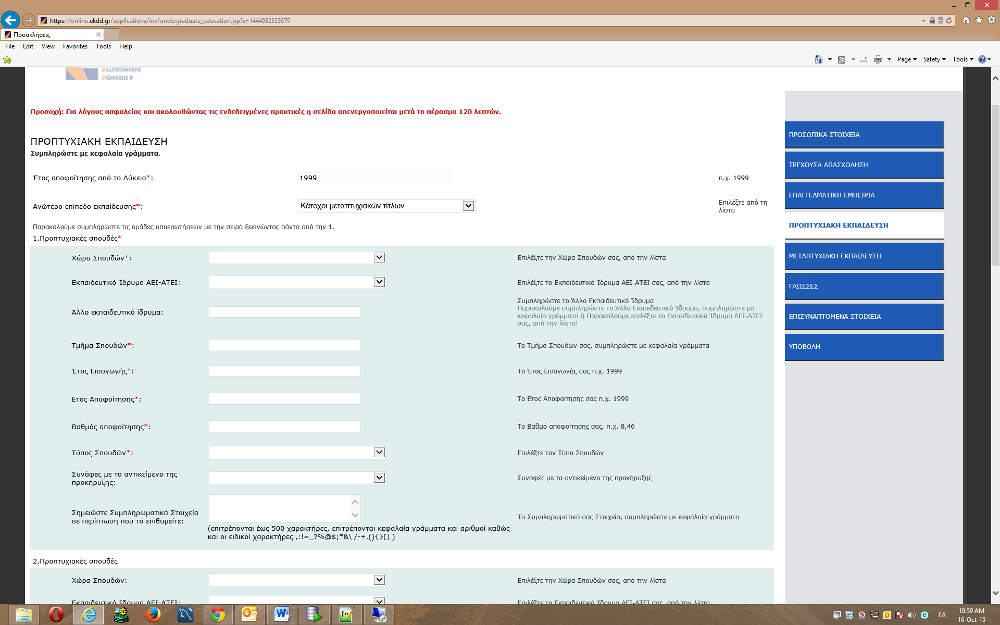 https://online.ekdd.gr/applications/inv/undergraduate_education.jsp?s=1444982333679
Προσκλήσεις
File Edit View Favorites Tools Help
Page Safety Tools
Προσοχή: Για λόγους ασφαλείας και ακολουθώντας τις ενδεδειγμένες πρακτικές η σελίδα απενεργοποιείται μετά το πέρασμα 120 λεπτών.
ΠΡΟΠΤΥΧΙΑΚΗ ΕΚΠΑΙΔΕΥΣΗ
Συμπληρώστε με κεφαλαία γράμματα.
Έτος αποφοίτησης από το Λύκειο*: 1999 π.χ. 1999
Ανώτερο επίπεδο εκπαίδευσης*: Κάτοχοι μεταπτυχιακών τίτλων Επιλέξτε από τη
λίστα
Παρακαλούμε συμπληρώστε τις ομάδες υποερωτήσεων με την σειρά ξεκινώντας πάντα από την 1.
1.Προπτυχιακές σπουδές*
Χώρα Σπουδών*: Επιλέξτε την Χώρα Σπουδών σας, από την λίστα
Εκπαιδευτικό Ίδρυμα ΑΕΙ-ΑΤΕΙ: Επιλέξτε το Εκπαιδευτικό Ίδρυμα ΑΕΙ-ΑΤΕΙ σας, από την λίστα
Άλλο εκπαιδευτικό ίδρυμα: Συμπληρώστε το Άλλο Εκπαιδευτικό Ίδρυμα
Παρακαλούμε συμπληρώστε το Άλλο Εκπαιδευτικό Ίδρυμα, συμπληρώστε με
κεφαλαία γράμματα ή Παρακαλούμε επιλέξτε το Εκπαιδευτικό Ίδρυμα ΑΕΙ-ΑΤΕΙ
σας, από την λίστα!
Τμήμα Σπουδών*: Το Τμήμα Σπουδών σας, συμπληρώστε με κεφαλαία γράμματα
Έτος Εισαγωγής*: Το Έτος Εισαγωγής σας π.χ. 1999
Ετος Αποφοίτησης*: Το Ετος Αποφοίτησης σας π.χ. 1999
Βαθμός αποφοίτησης*: Το Βαθμό αποφοίτησης σας, π.χ. 8,46
Τύπος Σπουδών*: Επιλέξτε τον Τύπο Σπουδών
Συνάφες με το αντικείμενο της
προκήρυξης: Συναφές με το αντικείμενο της προκήρυξης
Σημειώστε Συμπληρωματικά Στοιχεία
σε περίπτωση που το επιθυμείτε: Τα Συμπληρωματικά σας Στοιχεία, συμπληρώστε με κεφαλαία γράμματα
(επιτρέπονται έως 500 χαρακτήρες, επιτρέπονται κεφαλαία γράμματα και αριθμοί καθώς
και οι ειδικοί χαρακτήρες ,:!=_?%@$;*&\ /-+.(){}[] )
2.Προπτυχιακές σπουδές
Χώρα Σπουδών: Επιλέξτε την Χώρα Σπουδών σας, από την λίστα
Εκπαιδευτικό Ίδρυμα ΑΕΙ-ΑΤΕΙ: Επιλέξτε το Εκπαιδευτικό Ίδρυμα ΑΕΙ-ΑΤΕΙ σας, από την λίστα
ΠΡΟΣΩΠΙΚΑ ΣΤΟΙΧΕΙΑ
ΤΡΕΧΟΥΣΑ ΑΠΑΣΧΟΛΗΣΗ
ΕΠΑΓΓΕΛΜΑΤΙΚΗ ΕΜΠΕΙΡΙΑ
ΠΡΟΠΤΥΧΙΑΚΗ ΕΚΠΑΙΔΕΥΣΗ
ΜΕΤΑΠΤΥΧΙΑΚΗ ΕΚΠΑΙΔΕΥΣΗ
ΓΛΩΣΣΕΣ
ΕΠΙΣΥΝΑΠΤΟΜΕΝΑ ΣΤΟΙΧΕΙΑ
ΥΠΟΒΟΛΗ
ΕΛ
10:59 AM
16-Oct-15